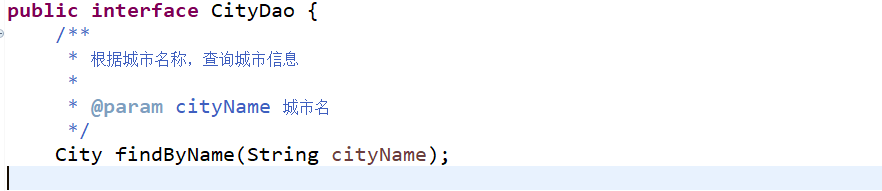 public interface CityDao {
/**
* 根据城市名称，查询城市信息
*
* @param cityName 城市名
*/
City findByName(String cityName);